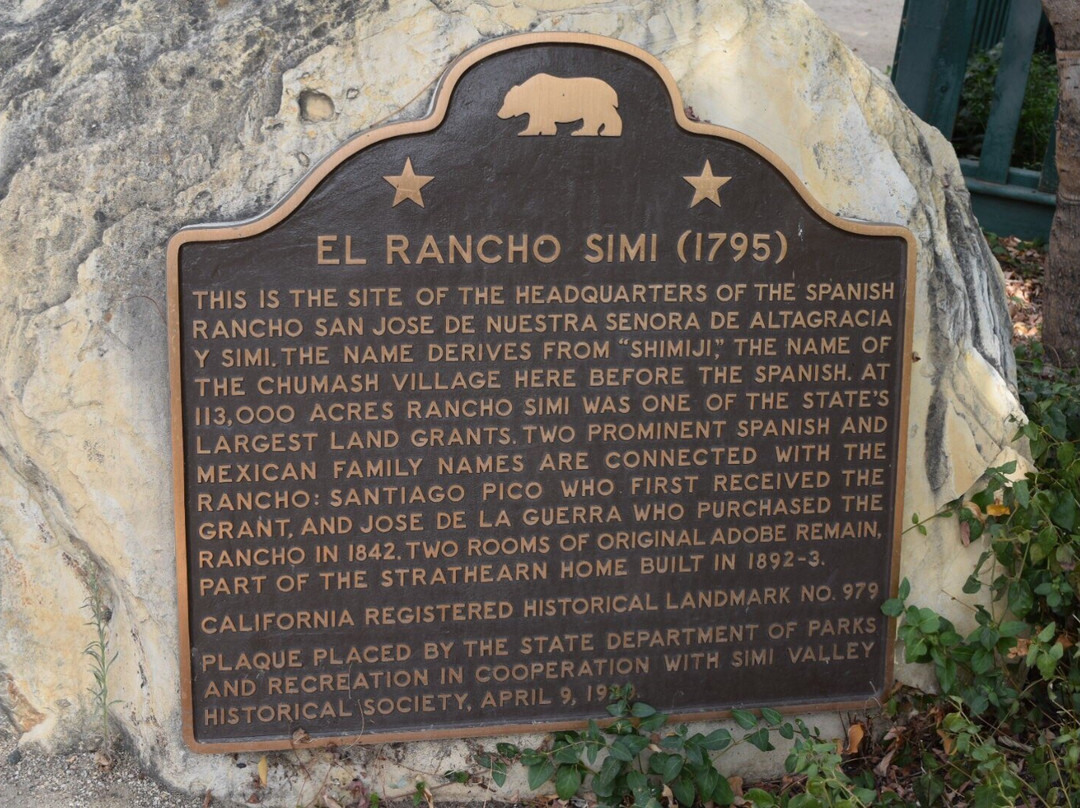 EL RANCHO SIMI (1795)
THIS IS THE SITE OF THE HEADQUARTERS OF THE SPANISH
RANCHO SAN JOSE DE NUESTRA SENORA DE ALTAGRACIA
Y SIMI. THE NAME DERIVES FROM “SHIMIJI,” THE NAME OF
THE CHUMASH VILLAGE HERE BEFORE THE SPANISH. AT
113,000 ACRES RANCHO SIMI WAS ONE OF THE STATE'S
LARGEST LAND GRANTS. TWO PROMINENT SPANISH AND
MEXICAN FAMILY NAMES ARE CONNECTED WITH THE
RANCHO: SANTIAGO PICO WHO FIRST RECEIVED THE
GRANT, AND JOSE DE LA GUERRA WHO PURCHASED THE
RANCHO IN 1842. TWO ROOMS OF ORIGINAL ADOBE REMAIN,
PART OF THE STRATHEARN HOME BUILT IN 1892-3.
CALIFORNIA REGISTERED HISTORICAL LANDMARK NO. 979
PLAQUE PLACED BY THE STATE DEPARTMENT OF PARKS
AND RECREATION IN COOPERATION WITH SIMI VALLEY
HISTORICAL SOCIETY, APRIL 9,